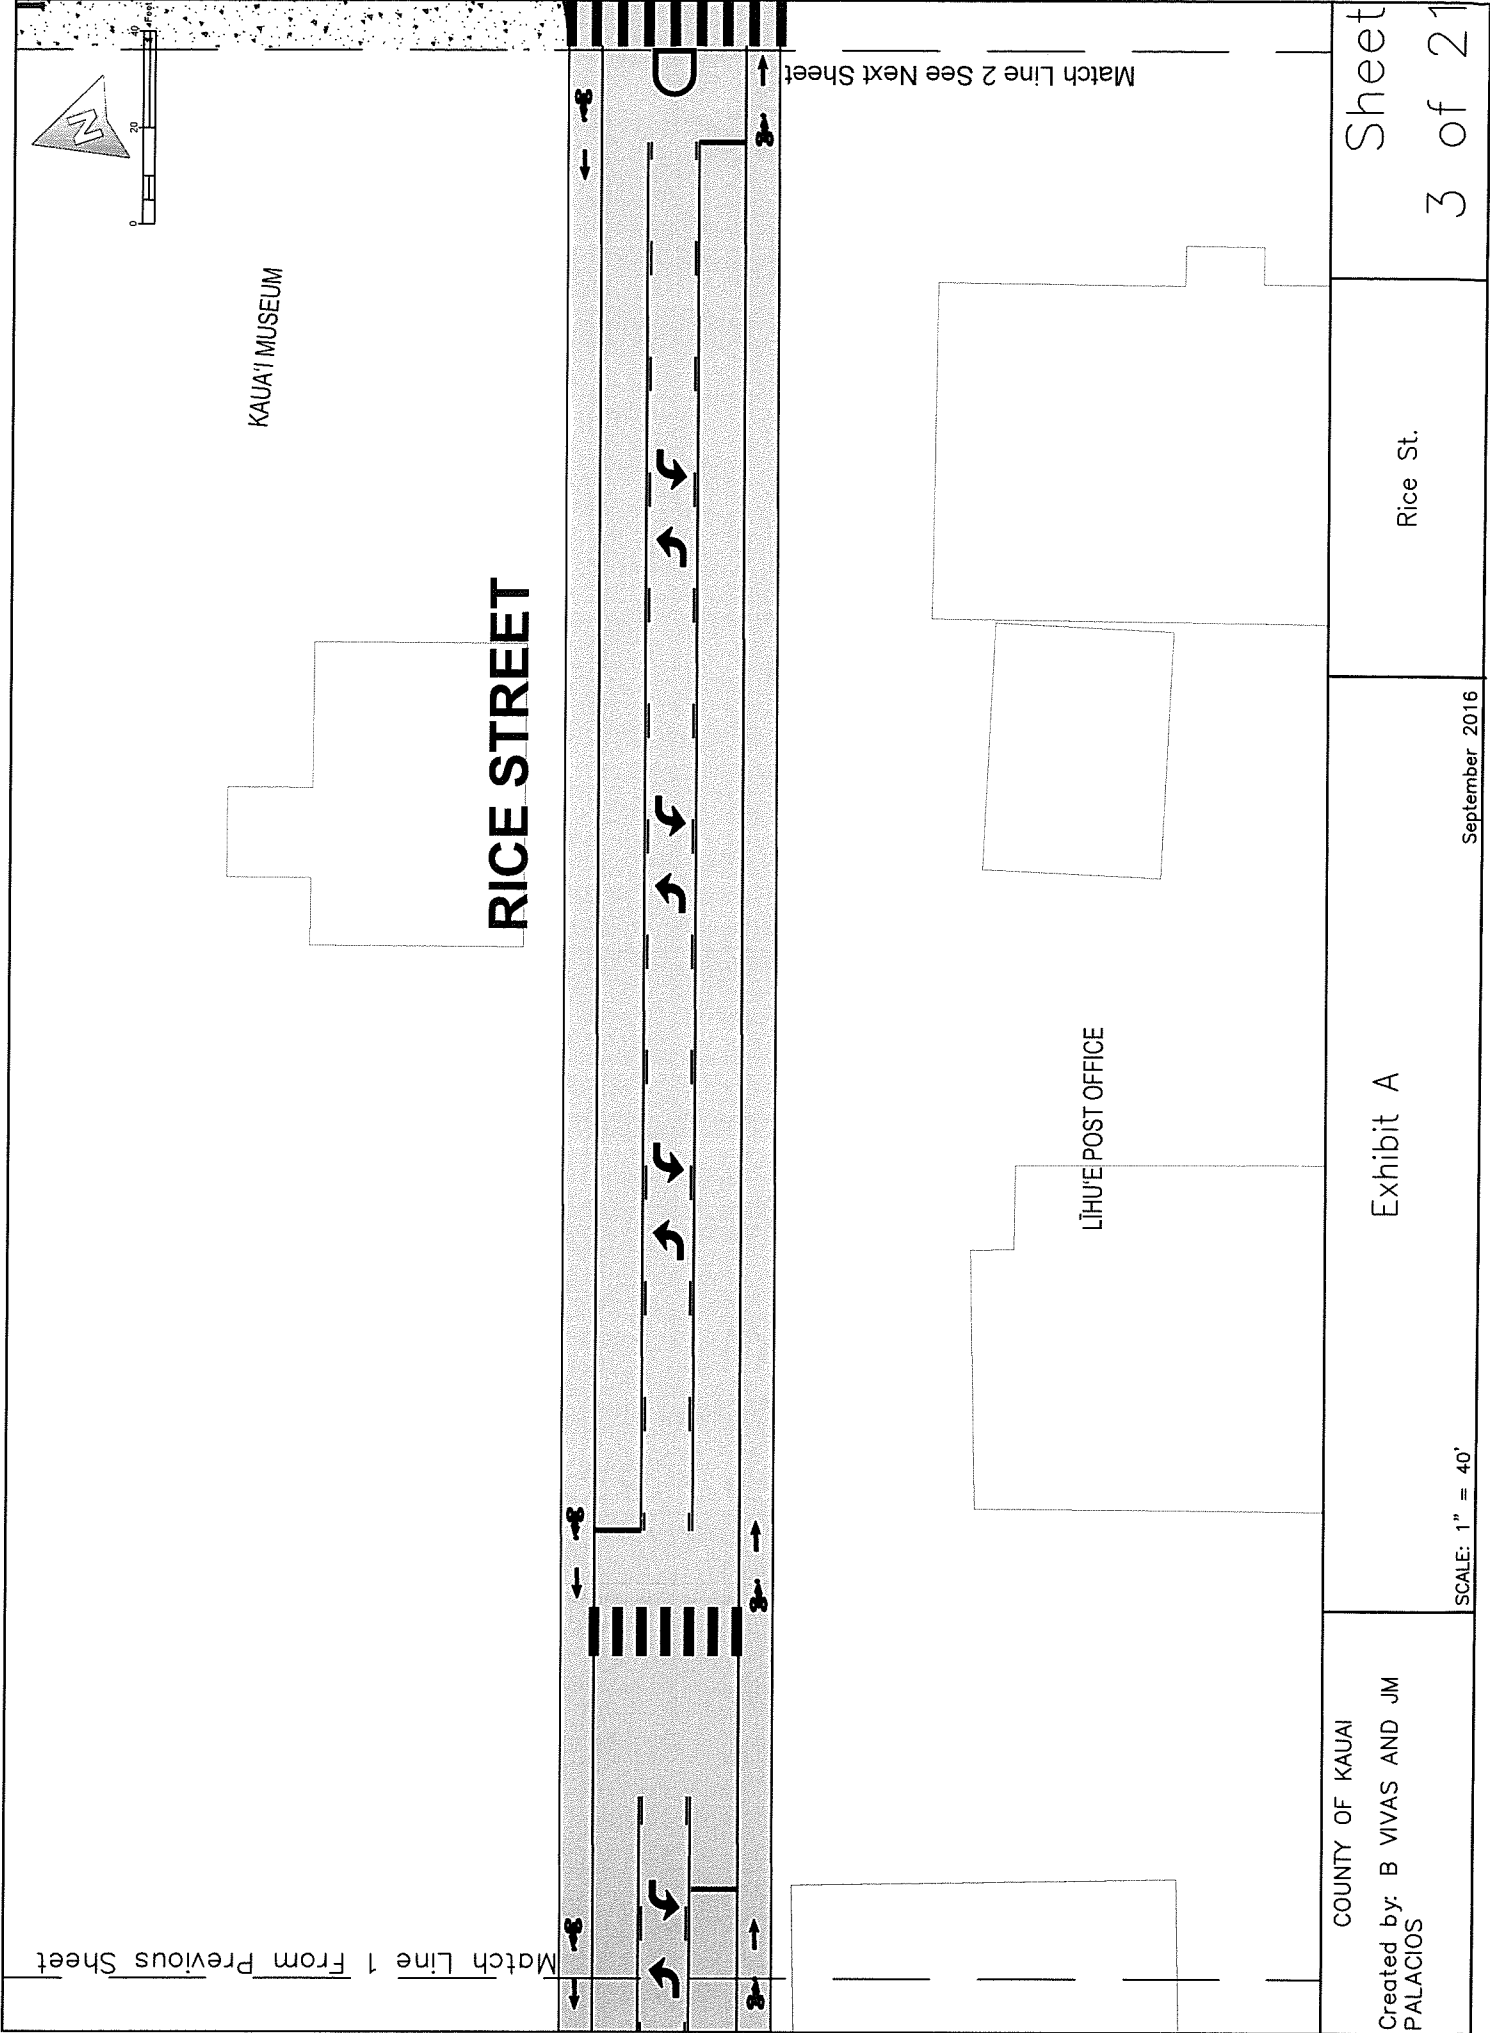 Match Line 1 From Previous Sheet
N
0 20 40
Feet
KAUA'I MUSEUM
RICE STREET
Match Line 2 See Next Sheet
LĪHU'E POST OFFICE
COUNTY OF KAUAI
Created by: B VIVAS AND JM
PALACIOS
Exhibit A
SCALE: 1" = 40'
September 2016
Rice St.
Sheet
3 of 21